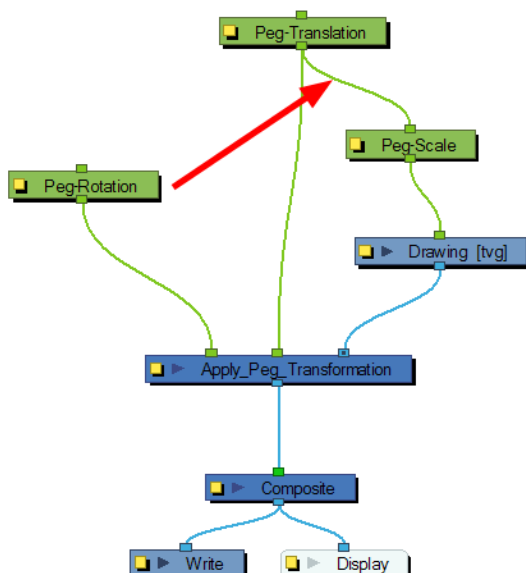 Peg-Translation
Peg-Scale
Peg-Rotation
Drawing [tvg]
Apply_Peg_Transformation
Composite
Write
Display